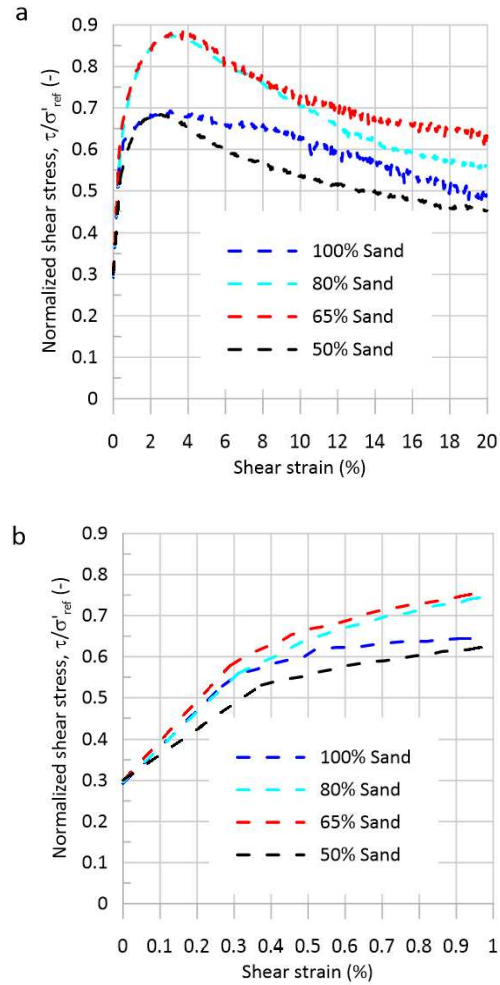 a
Normalized shear stress, τ/σ'ref (-)
0.9
0.8
0.7
0.6
0.5
0.4
0.3
0.2
0.1
0
100% Sand
80% Sand
65% Sand
50% Sand
0 2 4 6 8 10 12 14 16 18 20
Shear strain (%)
b
Normalized shear stress, τ/σ'ref (-)
0.9
0.8
0.7
0.6
0.5
0.4
0.3
0.2
0.1
0
100% Sand
80% Sand
65% Sand
50% Sand
0 0.1 0.2 0.3 0.4 0.5 0.6 0.7 0.8 0.9 1
Shear strain (%)